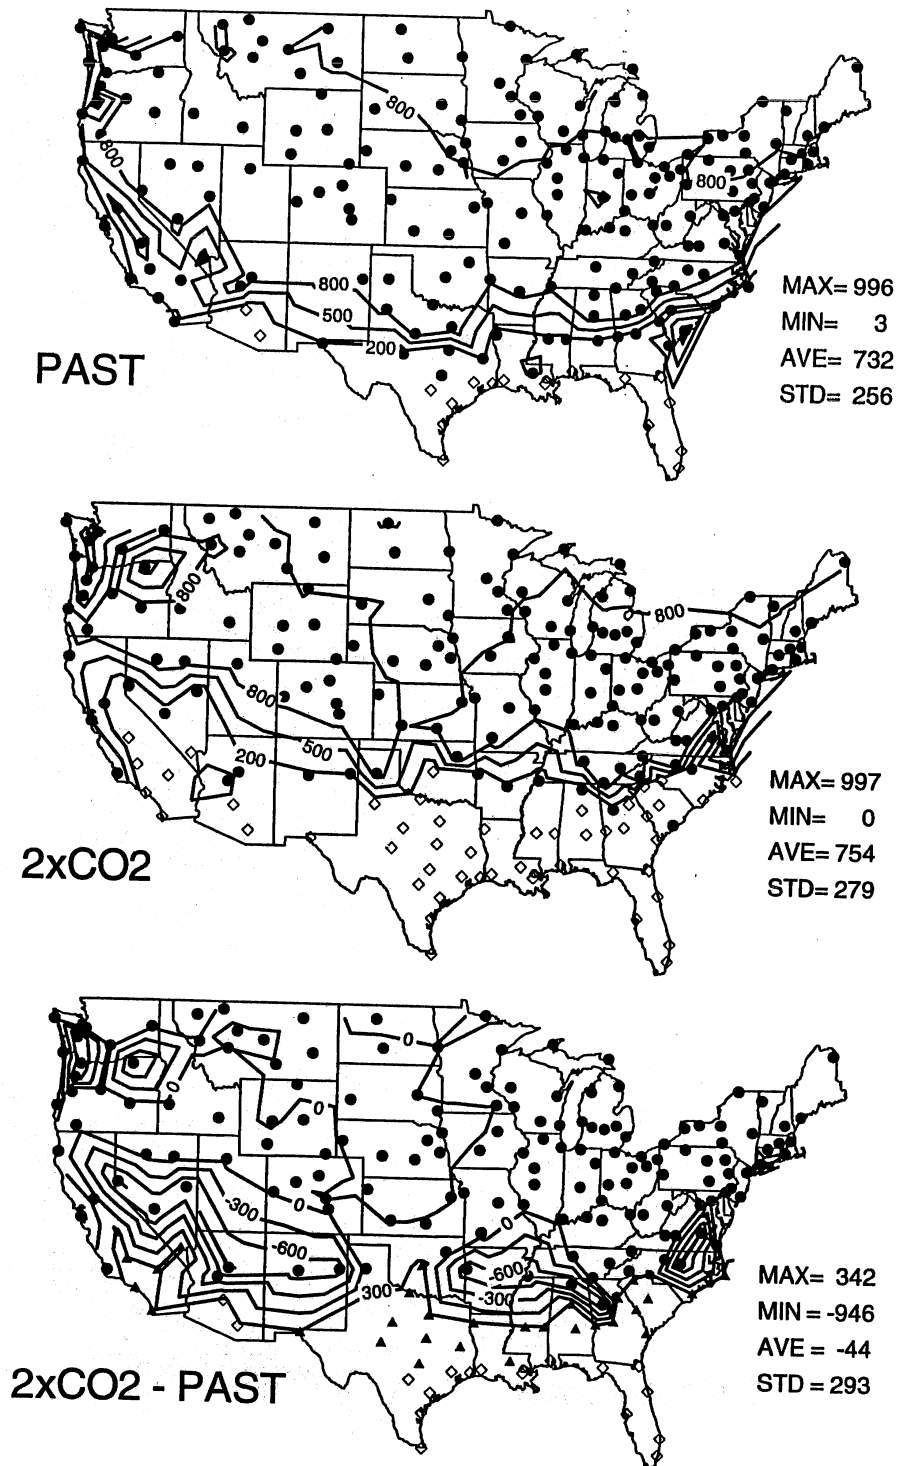 800
800
800
800
500
200
PAST
MAX= 996
MIN= 3
AVE= 732
STD= 256
800
800
800
500
200
2xCO2
MAX= 997
MIN= 0
AVE= 754
STD= 279
0
0
0
0
0
-300
-600
-600
-300
300
2xCO2 - PAST
MAX= 342
MIN = -946
AVE = -44
STD = 293